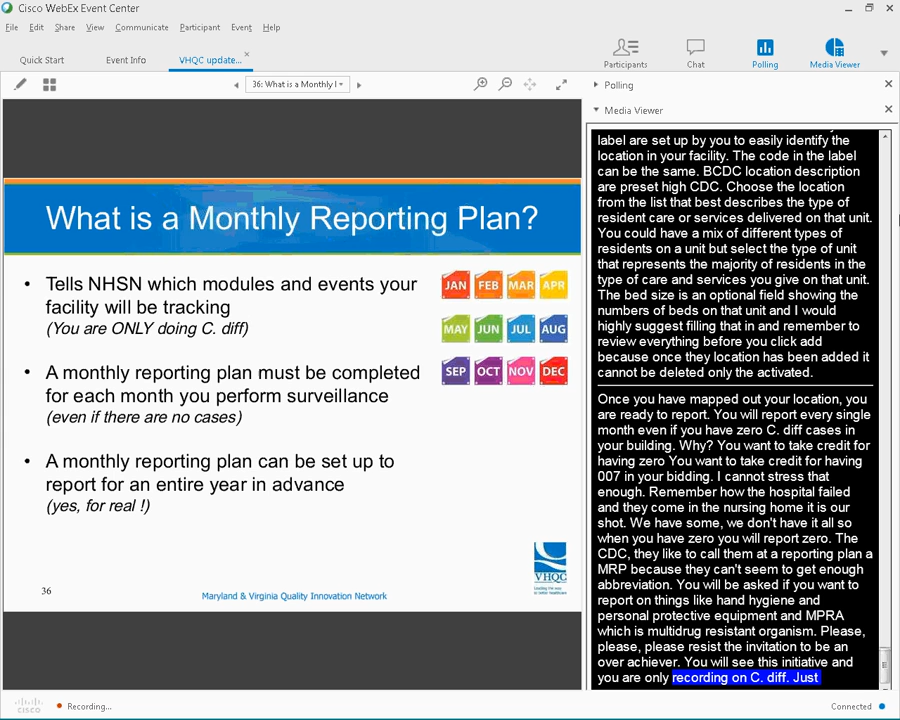 Cisco WebEx Event Center
File Edit Share View Communicate Participant Event Help
Quick Start Event Info VHQC update...
Participants Chat Polling Media Viewer
36: What is a Monthly
Polling
Media Viewer
What is a Monthly Reporting Plan?
• Tells NHSN which modules and events your
facility will be tracking
(You are ONLY doing C. diff)
• A monthly reporting plan must be completed
for each month you perform surveillance
(even if there are no cases)
• A monthly reporting plan can be set up to
report for an entire year in advance
(yes, for real !)
JAN FEB MAR APR
MAY JUN JUL AUG
SEP OCT NOV DEC
VHQC
36
Maryland & Virginia Quality Innovation Network
label are set up by you to easily identify the
location in your facility. The code in the label
can be the same. BCDC location description
are preset high CDC. Choose the location
from the list that best describes the type of
resident care or services delivered on that unit.
You could have a mix of different types of
residents on a unit but select the type of unit
that represents the majority of residents in the
type of care and services you give on that unit.
The bed size is an optional field showing the
numbers of beds on that unit and I would
highly suggest filling that in and remember to
review everything before you click add
because once they location has been added it
cannot be deleted only the activated.
Once you have mapped out your location, you
are ready to report. You will report every single
month even if you have zero C. diff cases in
your building. Why? You want to take credit for
having zero You want to take credit for having
007 in your bidding. I cannot stress that
enough. Remember how the hospital failed
and they come in the nursing home it is our
shot. We have some, we don't have it all so
when you have zero you will report zero. The
CDC, they like to call them at a reporting plan a
MRP because they can't seem to get enough
abbreviation. You will be asked if you want to
report on things like hand hygiene and
personal protective equipment and MPRA
which is multidrug resistant organism. Please,
please, please resist the invitation to be an
over achiever. You will see this initiative and
you are only recording on C. diff. Just
cisco
Recording...
Connected